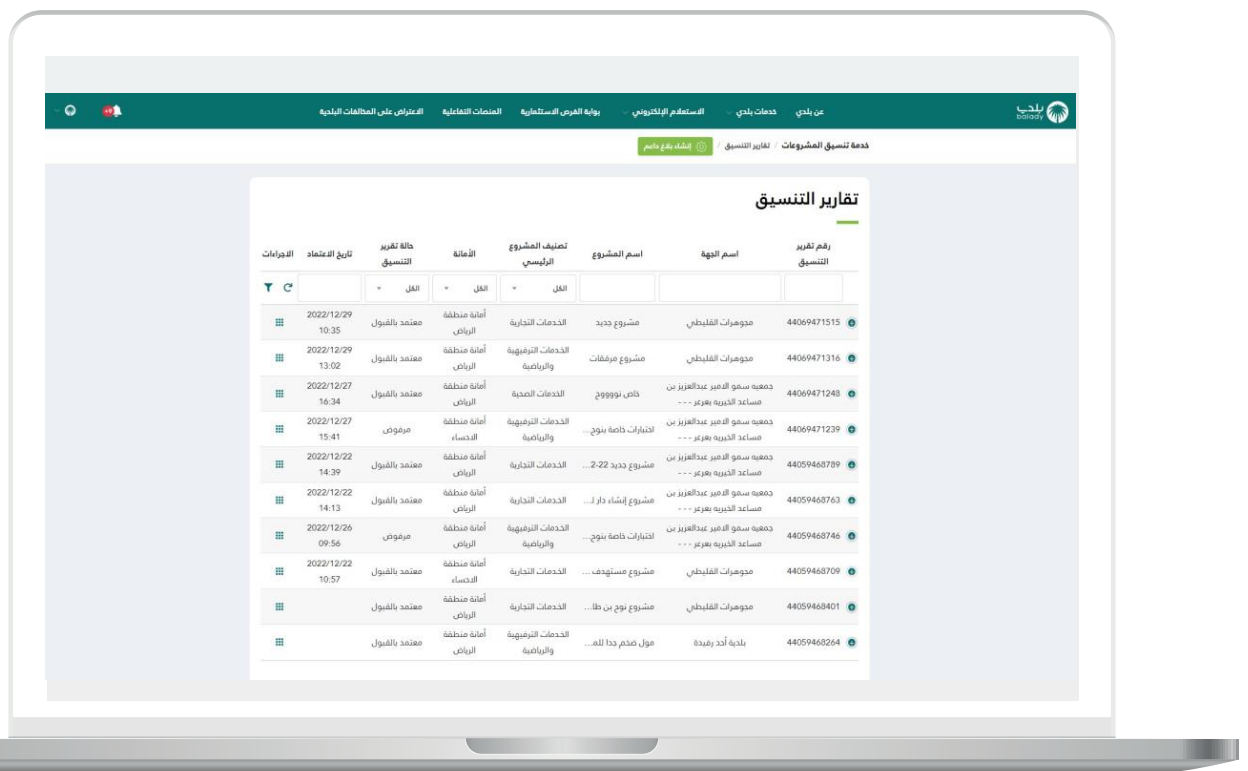 بلدي
balady
عن بلدي
خدمات بلدي
الاستعلام الإلكتروني
بوابة الفرص الاستثمارية
المنصات التفاعلية
الاعتراض على المخالفات البلدية
خدمة تنسيق المشروعات / تقارير التنسيق / إنشاء بلاغ داعم
تقارير التنسيق
رقم تقرير التنسيق
اسم الجهة
اسم المشروع
تصنيف المشروع الرئيسي
الأمانة
حالة تقرير التنسيق
تاريخ الاعتماد
الاجراءات
الكل
الكل
الكل
44069471515 مجوهرات القليطي مشروع جديد الخدمات التجارية أمانة منطقة الرياض معتمد بالقبول 2022/12/29 10:35
44069471316 مجوهرات القليطي مشروع مرفقات الخدمات الترفيهية والرياضية أمانة منطقة الرياض معتمد بالقبول 2022/12/29 13:02
44069471248 جمعيه سمو الامير عبدالعزيز بن مساعد الخيريه بعرعر - - - خاص نووووح الخدمات الصحية أمانة منطقة الرياض معتمد بالقبول 2022/12/27 16:34
44069471239 جمعيه سمو الامير عبدالعزيز بن مساعد الخيريه بعرعر - - - اختبارات خاصة بنوح... الخدمات الترفيهية والرياضية أمانة منطقة الاحساء مرفوض 2022/12/27 15:41
44059468789 جمعيه سمو الامير عبدالعزيز بن مساعد الخيريه بعرعر - - - مشروع جديد 22-2... الخدمات التجارية أمانة منطقة الرياض معتمد بالقبول 2022/12/22 14:39
44059468763 جمعيه سمو الامير عبدالعزيز بن مساعد الخيريه بعرعر - - - مشروع إنشاء دار لـ... الخدمات التجارية أمانة منطقة الرياض معتمد بالقبول 2022/12/22 14:13
44059468746 جمعيه سمو الامير عبدالعزيز بن مساعد الخيريه بعرعر - - - اختبارات خاصة بنوح... الخدمات الترفيهية والرياضية أمانة منطقة الرياض مرفوض 2022/12/26 09:56
44059468709 مجوهرات القليطي مشروع مستهدف ... الخدمات التجارية أمانة منطقة الاحساء معتمد بالقبول 2022/12/22 10:57
44059468401 مجوهرات القليطي مشروع نوح بن طا... الخدمات التجارية أمانة منطقة الرياض معتمد بالقبول
44059468264 بلدية أحد رفيدة مول ضخم جدا للم... الخدمات الترفيهية والرياضية أمانة منطقة الرياض معتمد بالقبول